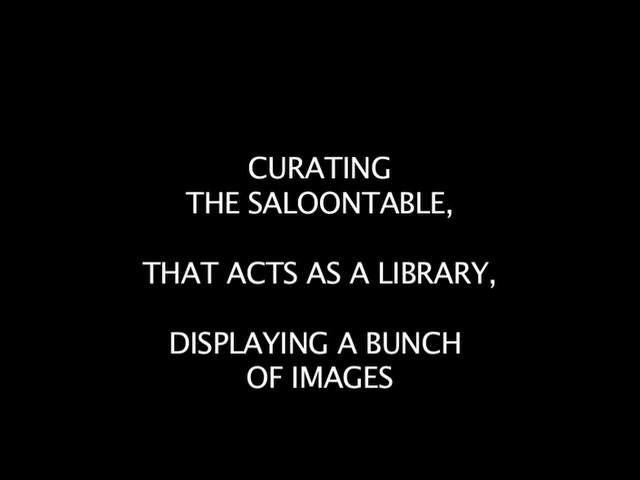 CURATING
THE SALOONTABLE,
THAT ACTS AS A LIBRARY,
DISPLAYING A BUNCH
OF IMAGES